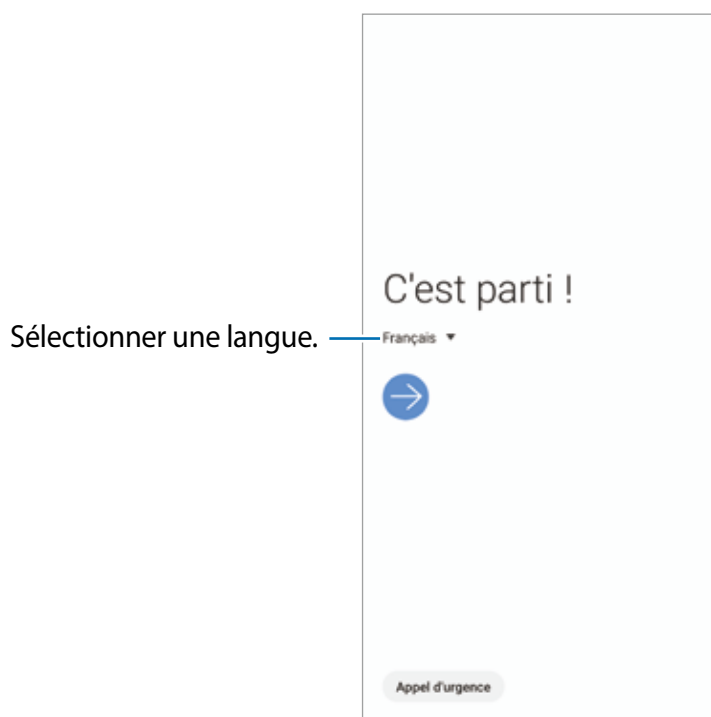 C'est parti !
Sélectionner une langue.
Français
Appel d'urgence